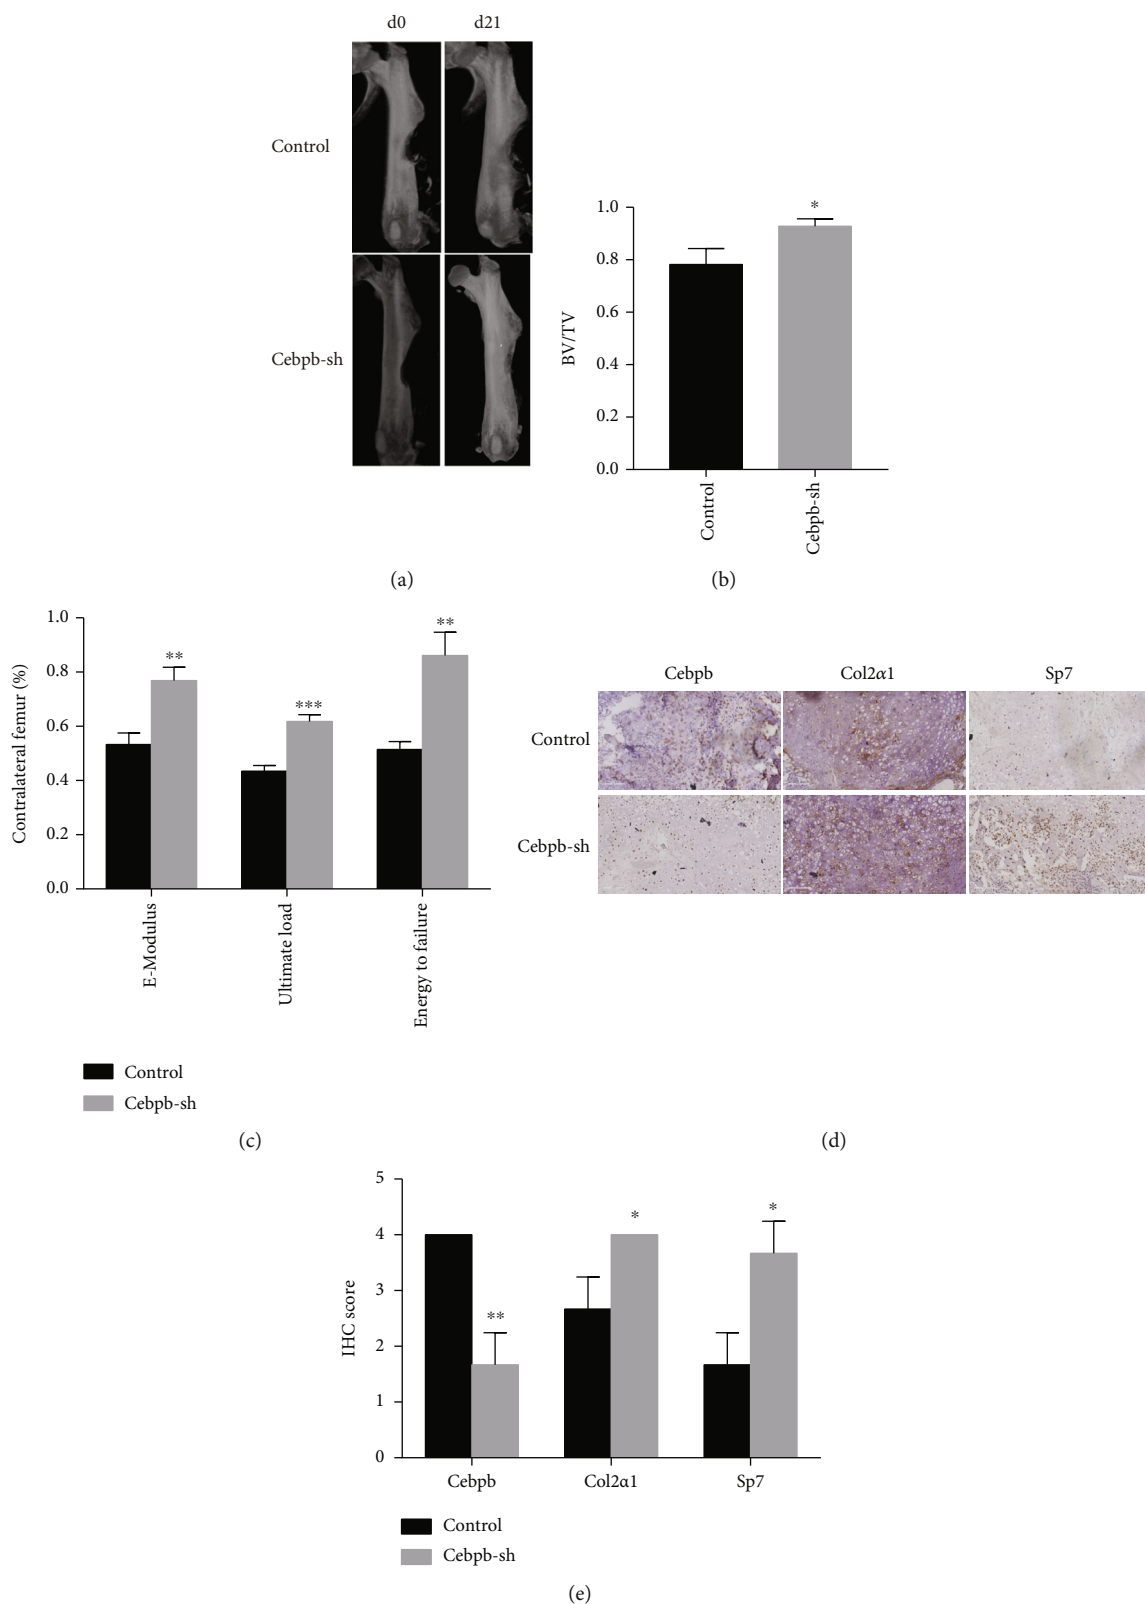 d0 d21
Control
Cebpb-sh
(a)
1.0
0.8
0.6
0.4
0.2
0.0
BV/TV
*
Control
Cebpb-sh
(b)
1.0
0.8
0.6
0.4
0.2
0.0
Contralateral femur (%)
**
***
**
E-Modulus
Ultimate load
Energy to failure
Control
Cebpb-sh
(c)
Cebpb Col2α1 Sp7
Control
Cebpb-sh
(d)
5
4
3
2
1
0
IHC score
**
*
*
Cebpb Col2α1 Sp7
Control
Cebpb-sh
(e)